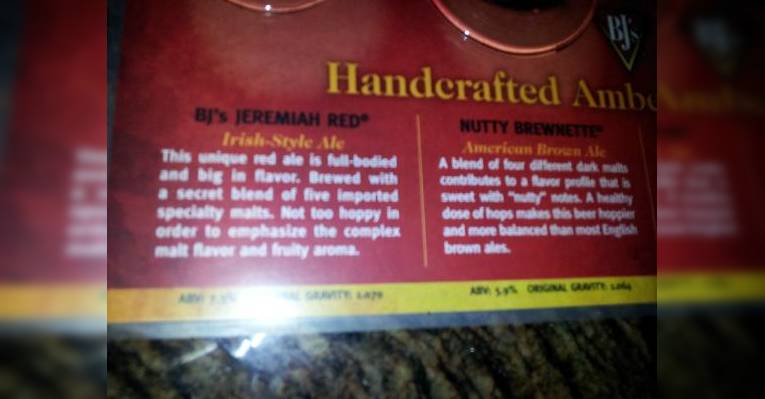 BJ's
Handcrafted Ambe
BJ's JEREMIAH RED®
Irish-Style Ale
This unique red ale is full-bodied
and big in flavor. Brewed with
a secret blend of five imported
specialty malts. Not too hoppy in
order to emphasize the complex
malt flavor and fruity aroma.
ABV: 7.3% GRAVITY: 1.070
NUTTY BREWNETTE®
American Brown Ale
A blend of four different dark malts
contributes to a flavor profile that is
sweet with "nutty" notes. A healthy
dose of hops makes this beer hoppier
and more balanced than most English
brown ales.
ABV: 5.9% ORIGINAL GRAVITY: 1.064